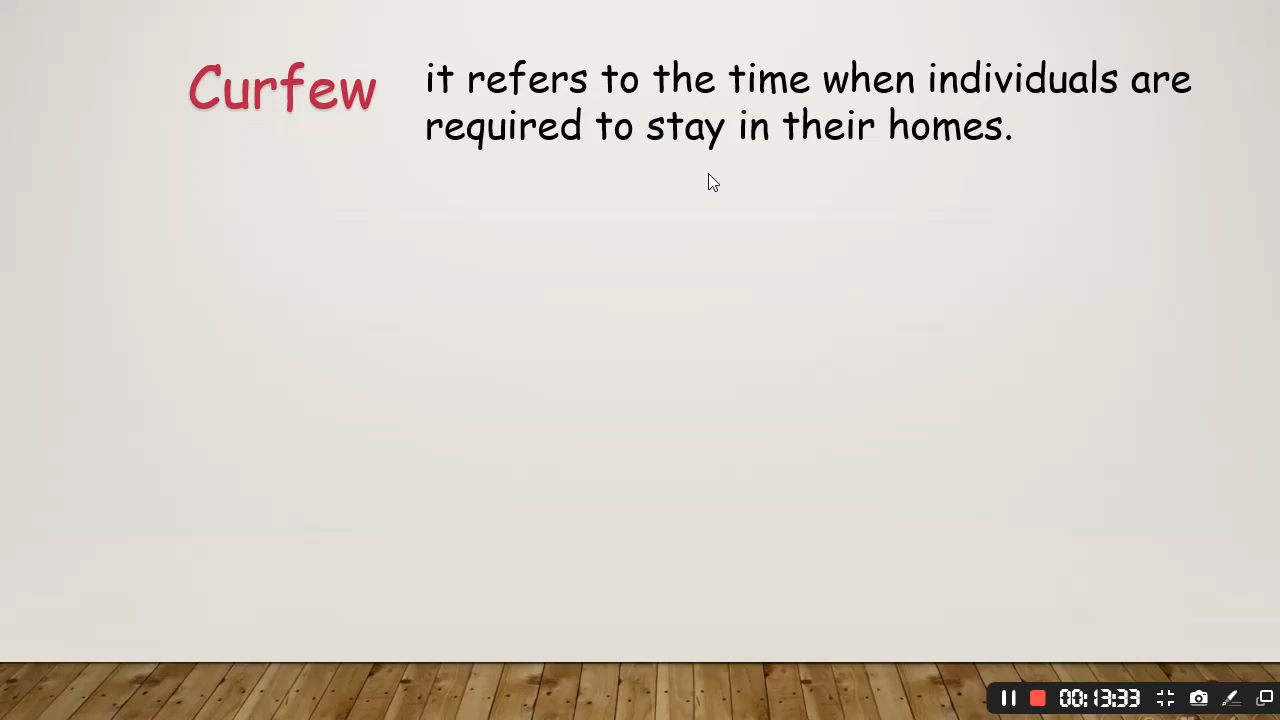 Curfew
it refers to the time when individuals are
required to stay in their homes.
00:13:33